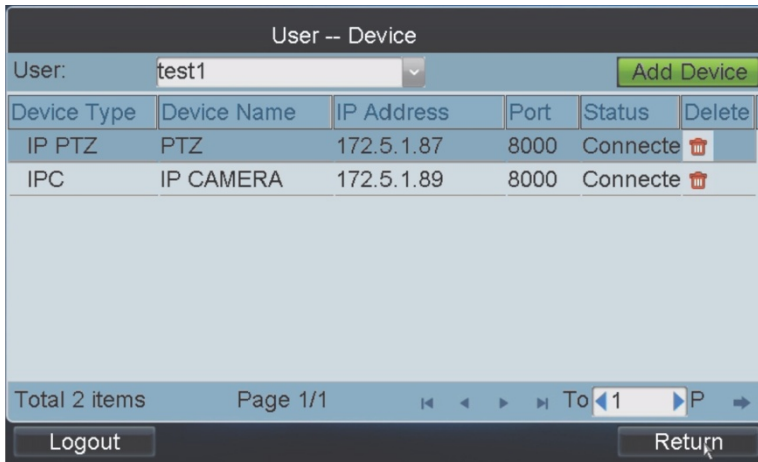 User -- Device
User: test1 Add Device
Device Type Device Name IP Address Port Status Delete
IP PTZ PTZ 172.5.1.87 8000 Connecte
IPC IP CAMERA 172.5.1.89 8000 Connecte
Total 2 items Page 1/1 To 1 P
Logout Return